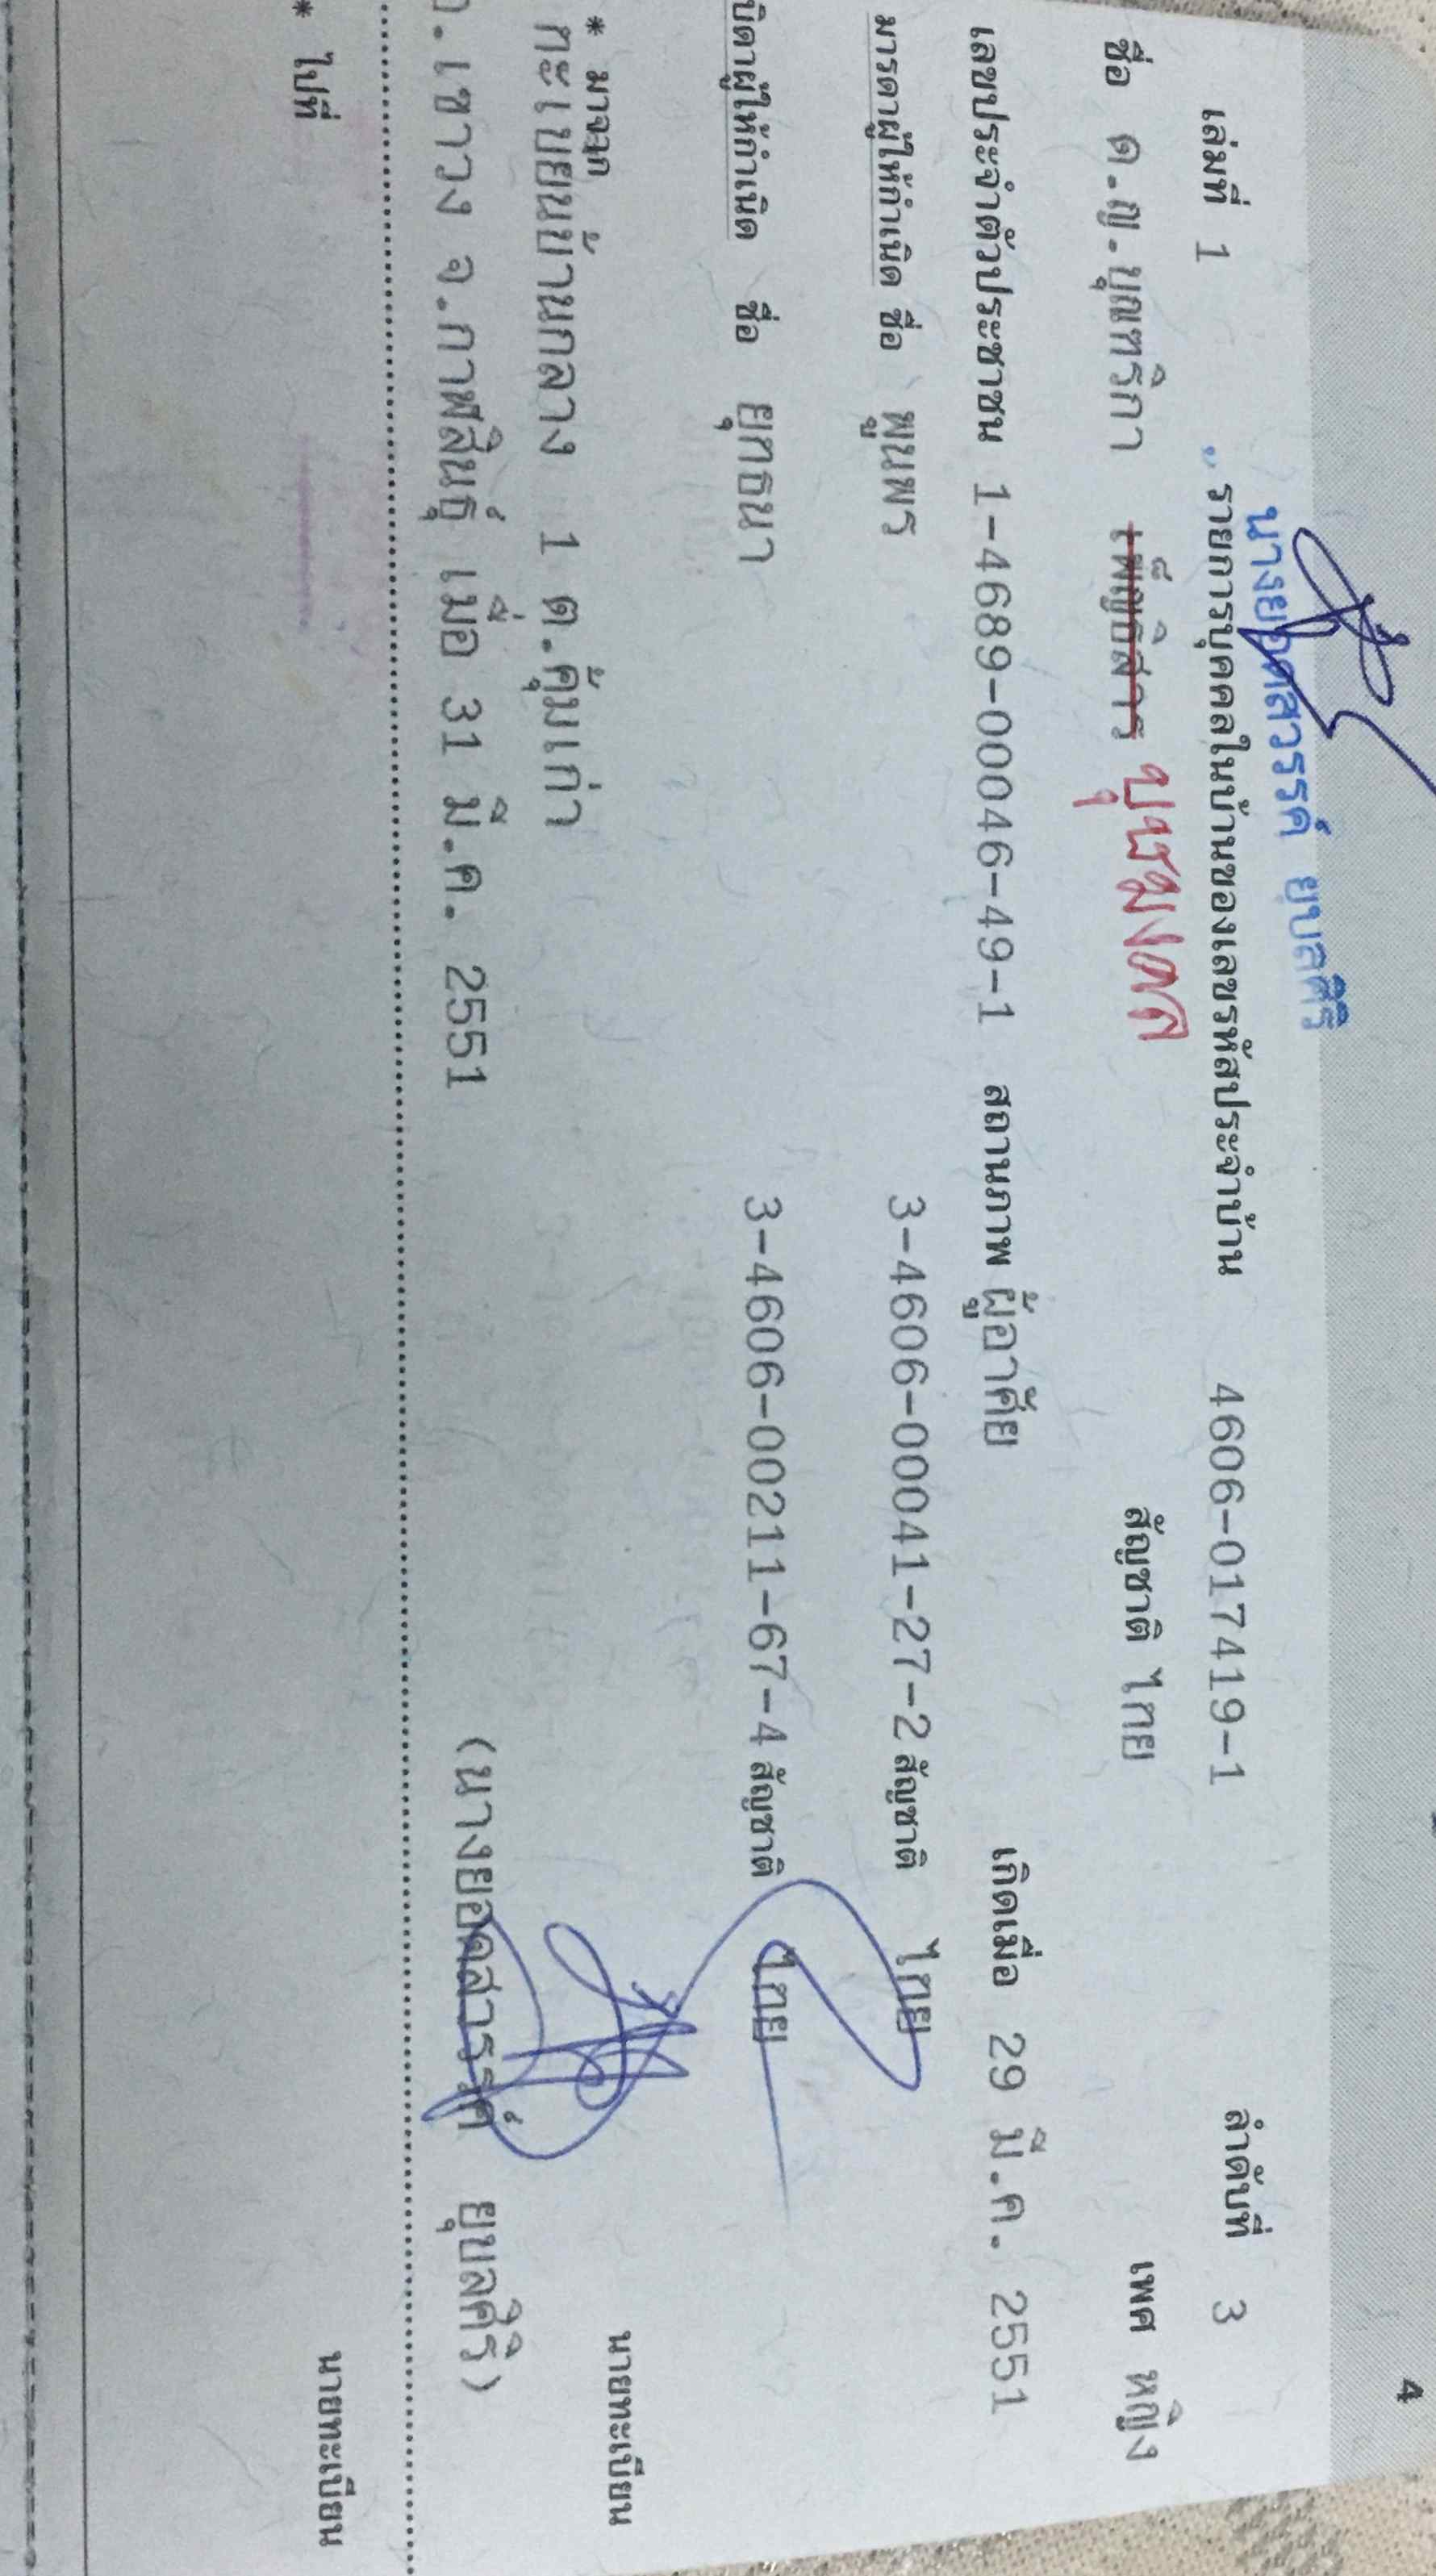 4
นางยอดสวรรค์ ยุบลศิริ
เล่มที่ 1 รายการบุคคลในบ้านของเลขรหัสประจำบ้าน 4606-017419-1 ลำดับที่ 3
ชื่อ ด.ญ.บุณฑริกา เพ็ญธิสาร บุษมงคล สัญชาติ ไทย เพศ หญิง
เลขประจำตัวประชาชน 1-4689-00046-49-1 สถานภาพ ผู้อาศัย เกิดเมื่อ 29 มี.ค. 2551
มารดาผู้ให้กำเนิด ชื่อ พูนพร 3-4606-00041-27-2 สัญชาติ ไทย
บิดาผู้ให้กำเนิด ชื่อ ยุทธนา 3-4606-00211-67-4 สัญชาติ ไทย
* มาจาก
ทะเบียนบ้านกลาง 1 ต.คุ้มเก่า นายทะเบียน
อ.เขาวง จ.กาฬสินธุ์ เมื่อ 31 มี.ค. 2551 (นางยอดสวรรค์ ยุบลศิริ)
* ไปที่
นายทะเบียน